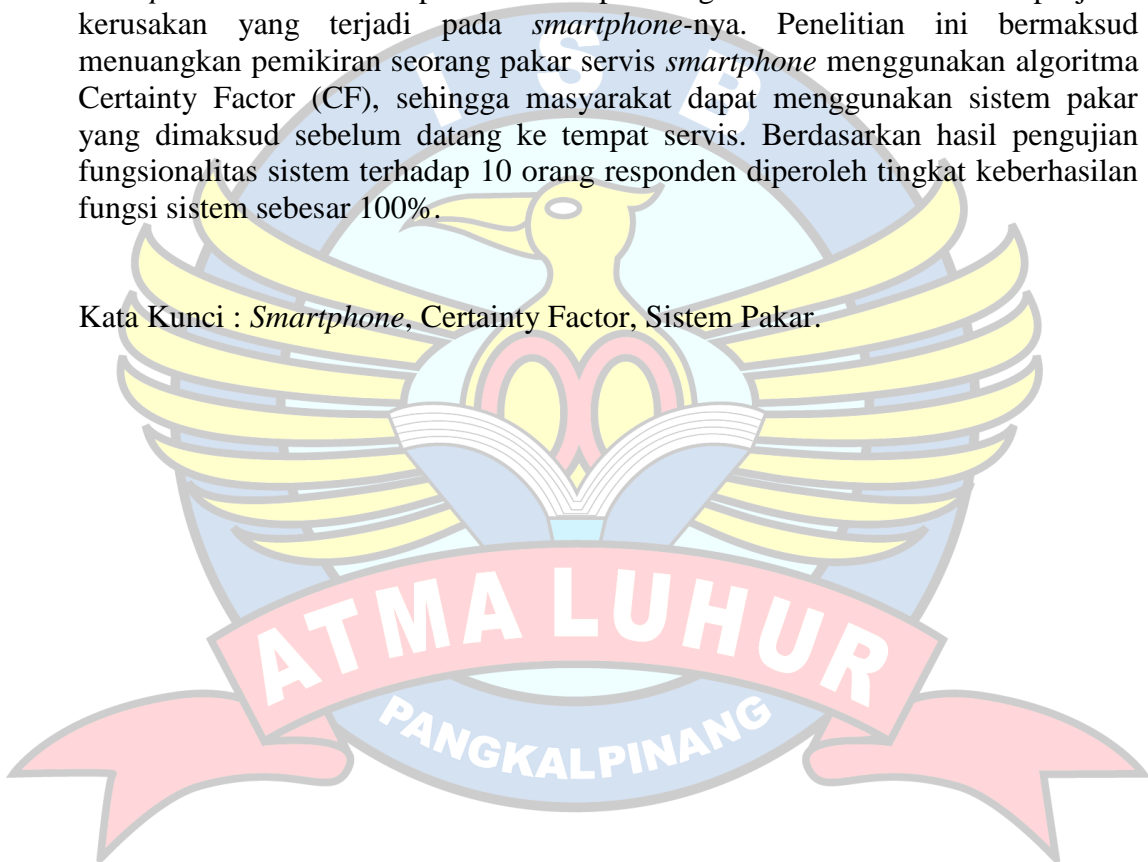 kerusakan yang terjadi pada smartphone-nya. Penelitian ini bermaksud
menuangkan pemikiran seorang pakar servis smartphone menggunakan algoritma
Certainty Factor (CF), sehingga masyarakat dapat menggunakan sistem pakar
yang dimaksud sebelum datang ke tempat servis. Berdasarkan hasil pengujian
fungsionalitas sistem terhadap 10 orang responden diperoleh tingkat keberhasilan
fungsi sistem sebesar 100%.
Kata Kunci : Smartphone, Certainty Factor, Sistem Pakar.
I S B
ATMA LUHUR
PANGKALPINANG